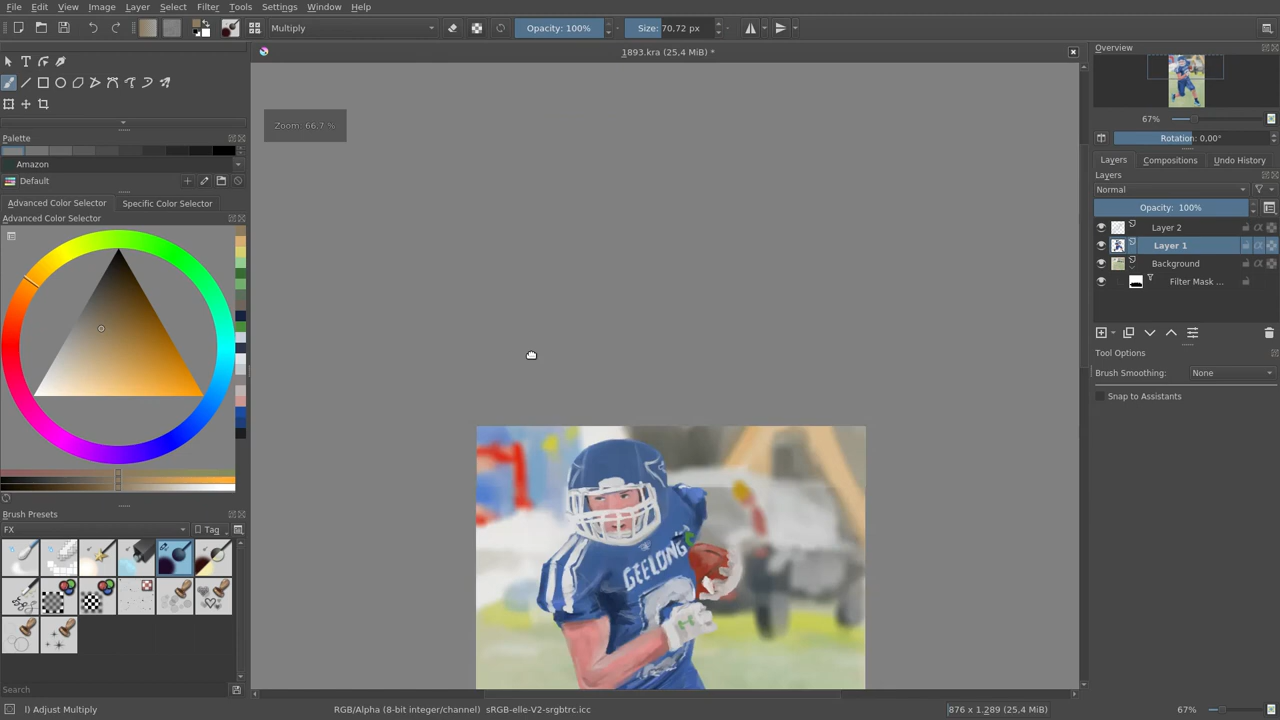 File Edit View Image Layer Select Filter Tools Settings Window Help
Multiply Opacity: 100% Size: 70,72 px
1893.kra (25,4 MiB) *
Zoom: 66,7 %
Palette
Amazon
Default
Advanced Color Selector Specific Color Selector
Advanced Color Selector
Brush Presets
FX Tag
Search
l) Adjust Multiply
GEELONG
RGB/Alpha (8-bit integer/channel) sRGB-elle-V2-srgbtrc.icc
876 x 1.289 (25,4 MiB)
67%
Overview
67%
Rotation: 0,00°
Layers Compositions Undo History
Layers
Normal
Opacity: 100%
Layer 2
Layer 1
Background
Filter Mask ...
Tool Options
Brush Smoothing: None
Snap to Assistants